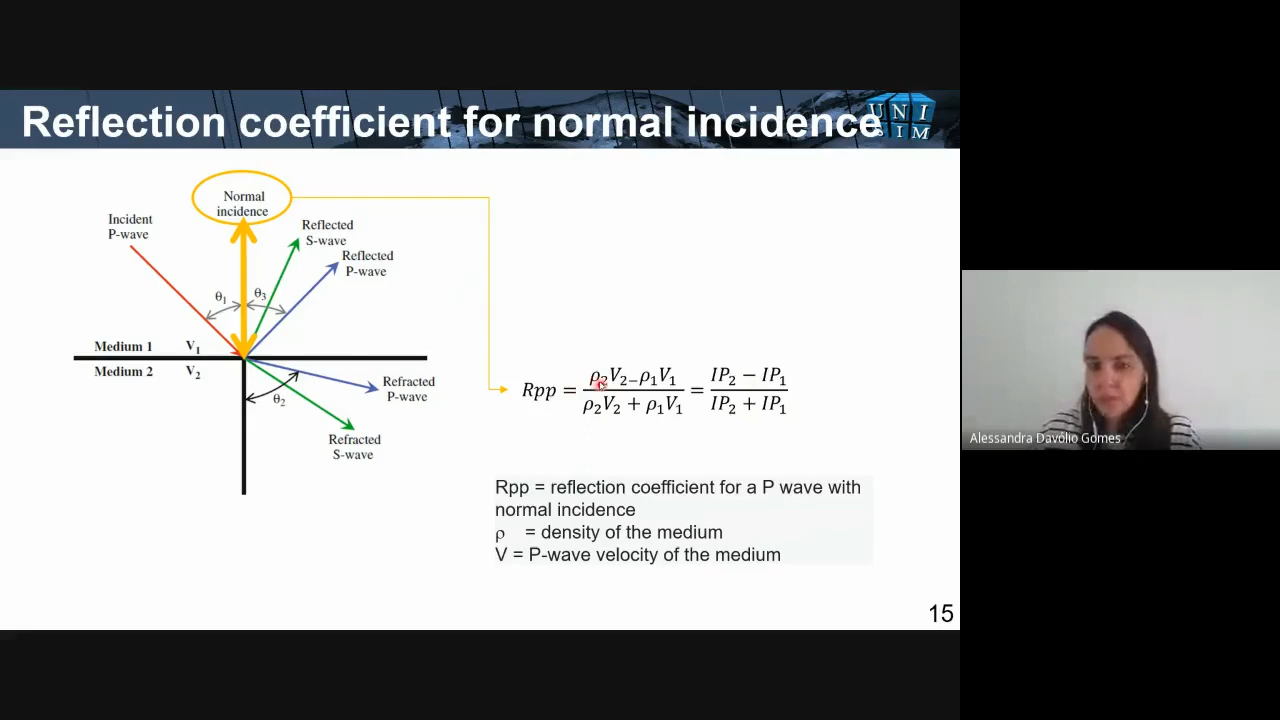 Reflection coefficient for normal incidence
UNI
SIM
Normal
incidence
Incident
P-wave
Reflected
S-wave
Reflected
P-wave
θ1
θ3
Medium 1 V1
Medium 2 V2
θ2
Refracted
P-wave
Refracted
S-wave
Rpp = (ρ2V2−ρ1V1)/(ρ2V2 + ρ1V1) = (IP2 − IP1)/(IP2 + IP1)
Rpp = reflection coefficient for a P wave with
normal incidence
ρ = density of the medium
V = P-wave velocity of the medium
15
Alessandra Davólio Gomes